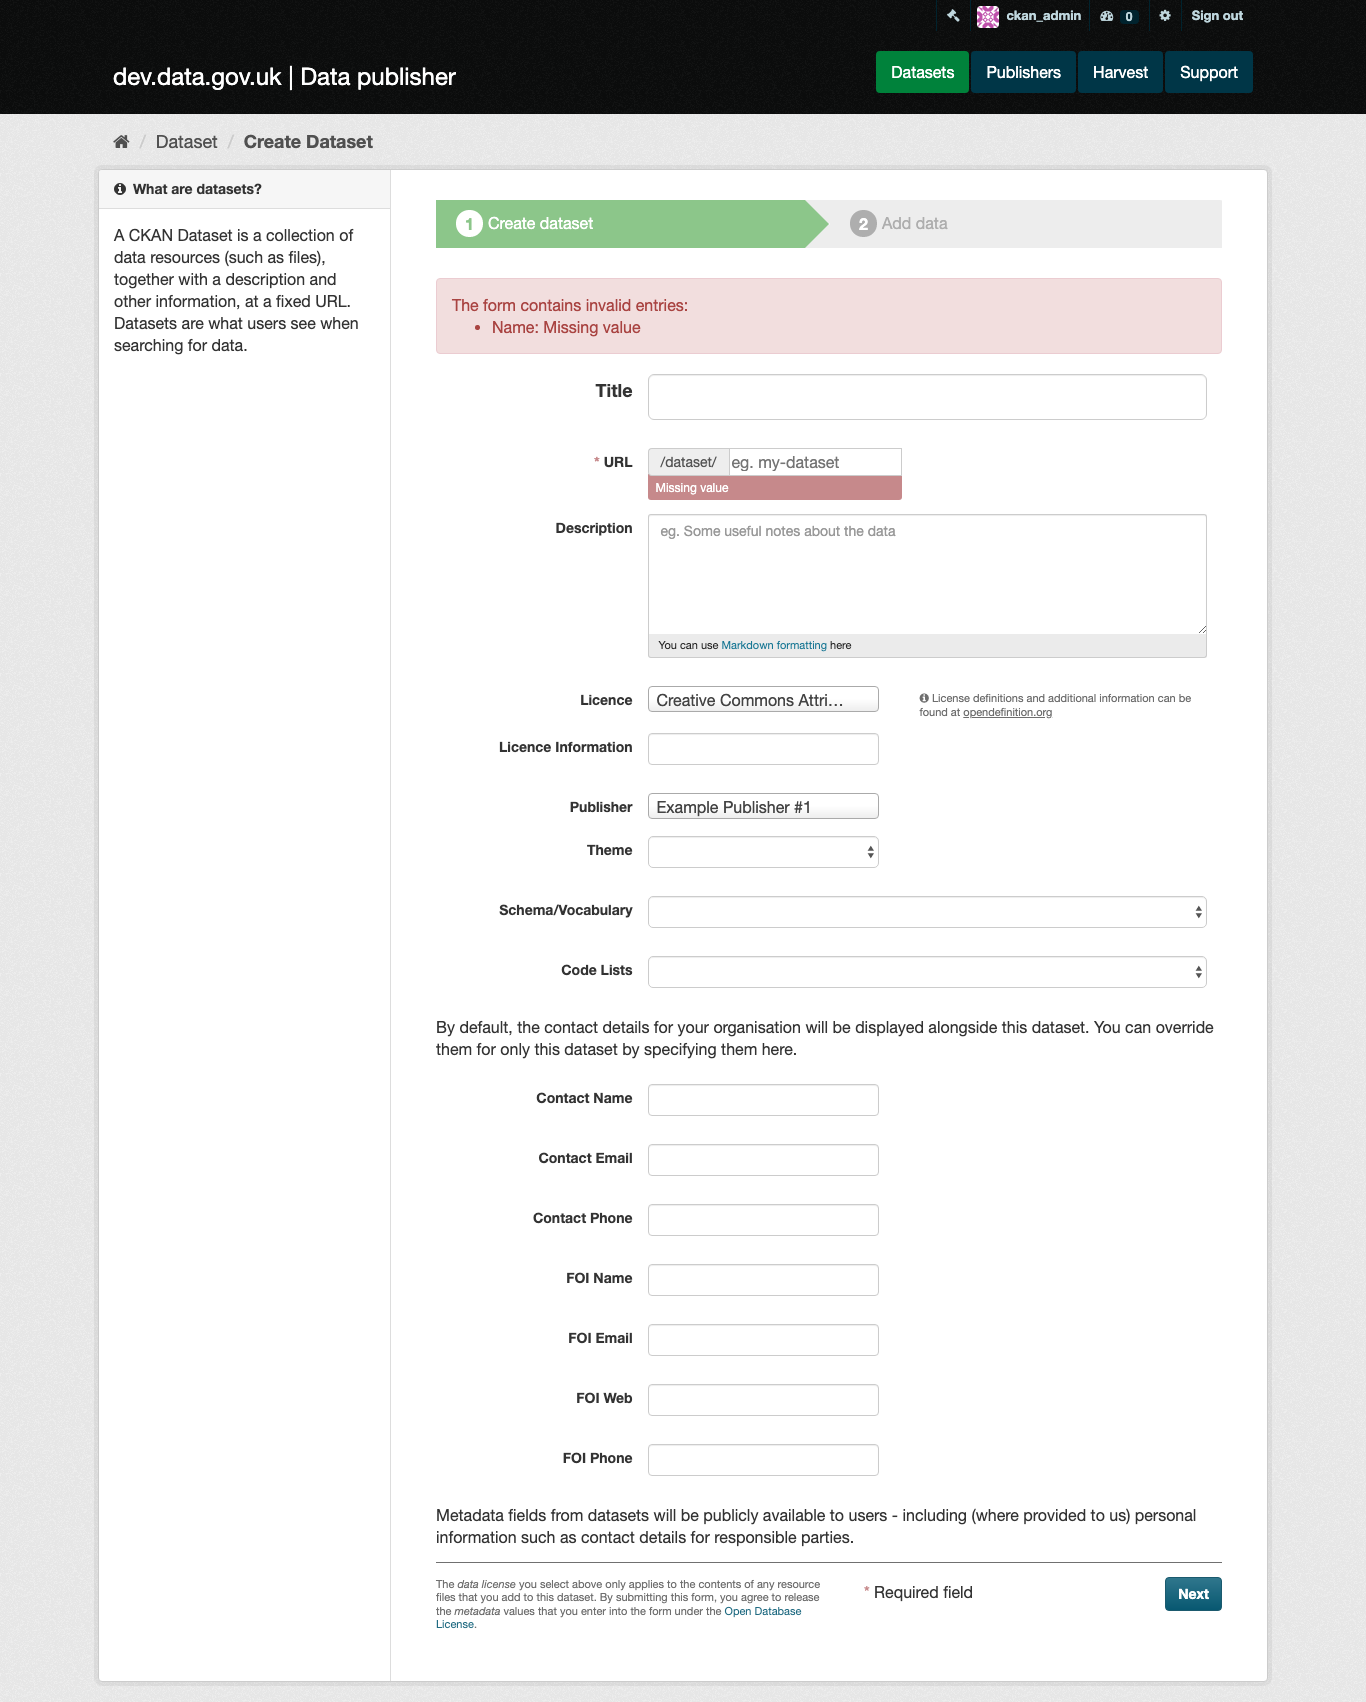 ckan_admin 0 Sign out
dev.data.gov.uk | Data publisher
Datasets Publishers Harvest Support
/ Dataset / Create Dataset
What are datasets?
A CKAN Dataset is a collection of
data resources (such as files),
together with a description and
other information, at a fixed URL.
Datasets are what users see when
searching for data.
1 Create dataset
2 Add data
The form contains invalid entries:
• Name: Missing value
Title
* URL /dataset/ eg. my-dataset
Missing value
Description eg. Some useful notes about the data
You can use Markdown formatting here
Licence Creative Commons Attri...
License definitions and additional information can be
found at opendefinition.org
Licence Information
Publisher Example Publisher #1
Theme
Schema/Vocabulary
Code Lists
By default, the contact details for your organisation will be displayed alongside this dataset. You can override
them for only this dataset by specifying them here.
Contact Name
Contact Email
Contact Phone
FOI Name
FOI Email
FOI Web
FOI Phone
Metadata fields from datasets will be publicly available to users - including (where provided to us) personal
information such as contact details for responsible parties.
The data license you select above only applies to the contents of any resource
files that you add to this dataset. By submitting this form, you agree to release
the metadata values that you enter into the form under the Open Database
License.
* Required field
Next